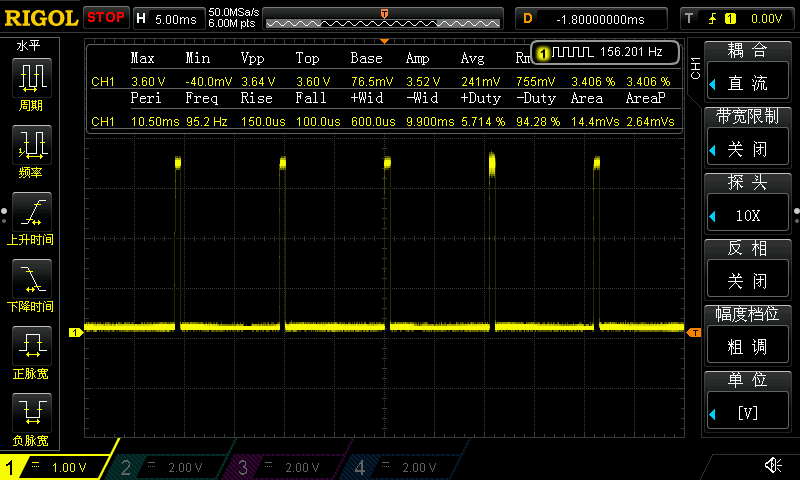 RIGOL STOP H 5.00ms 50.0MSa/s 6.00M pts T D -1.80000000ms T 1 0.00V
水平
周期
频率
上升时间
下降时间
正脉宽
负脉宽
1 156.201 Hz
Max Min Vpp Top Base Amp Avg Rm
CH1 3.60 V -40.0mV 3.64 V 3.60 V 76.5mV 3.52 V 241mV 755mV 3.406 % 3.406 %
Peri Freq Rise Fall +Wid -Wid +Duty -Duty Area AreaP
CH1 10.50ms 95.2 Hz 150.0us 100.0us 600.0us 9.900ms 5.714 % 94.28 % 14.4mVs 2.64mVs
1
T
CH1
耦 合
直 流
带宽限制
关 闭
探 头
10X
反 相
关 闭
幅度档位
粗 调
单 位
[V]
1 1.00 V 2 2.00 V 3 2.00 V 4 2.00 V